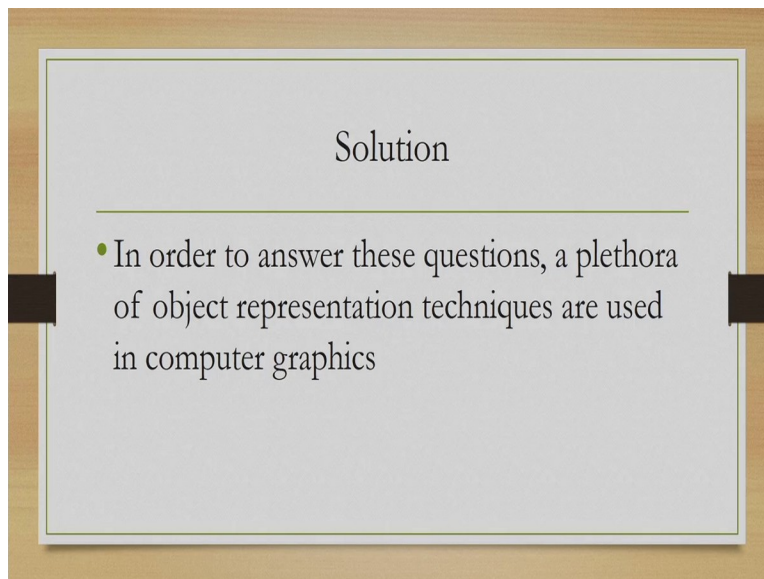 Solution
• In order to answer these questions, a plethora
of object representation techniques are used
in computer graphics